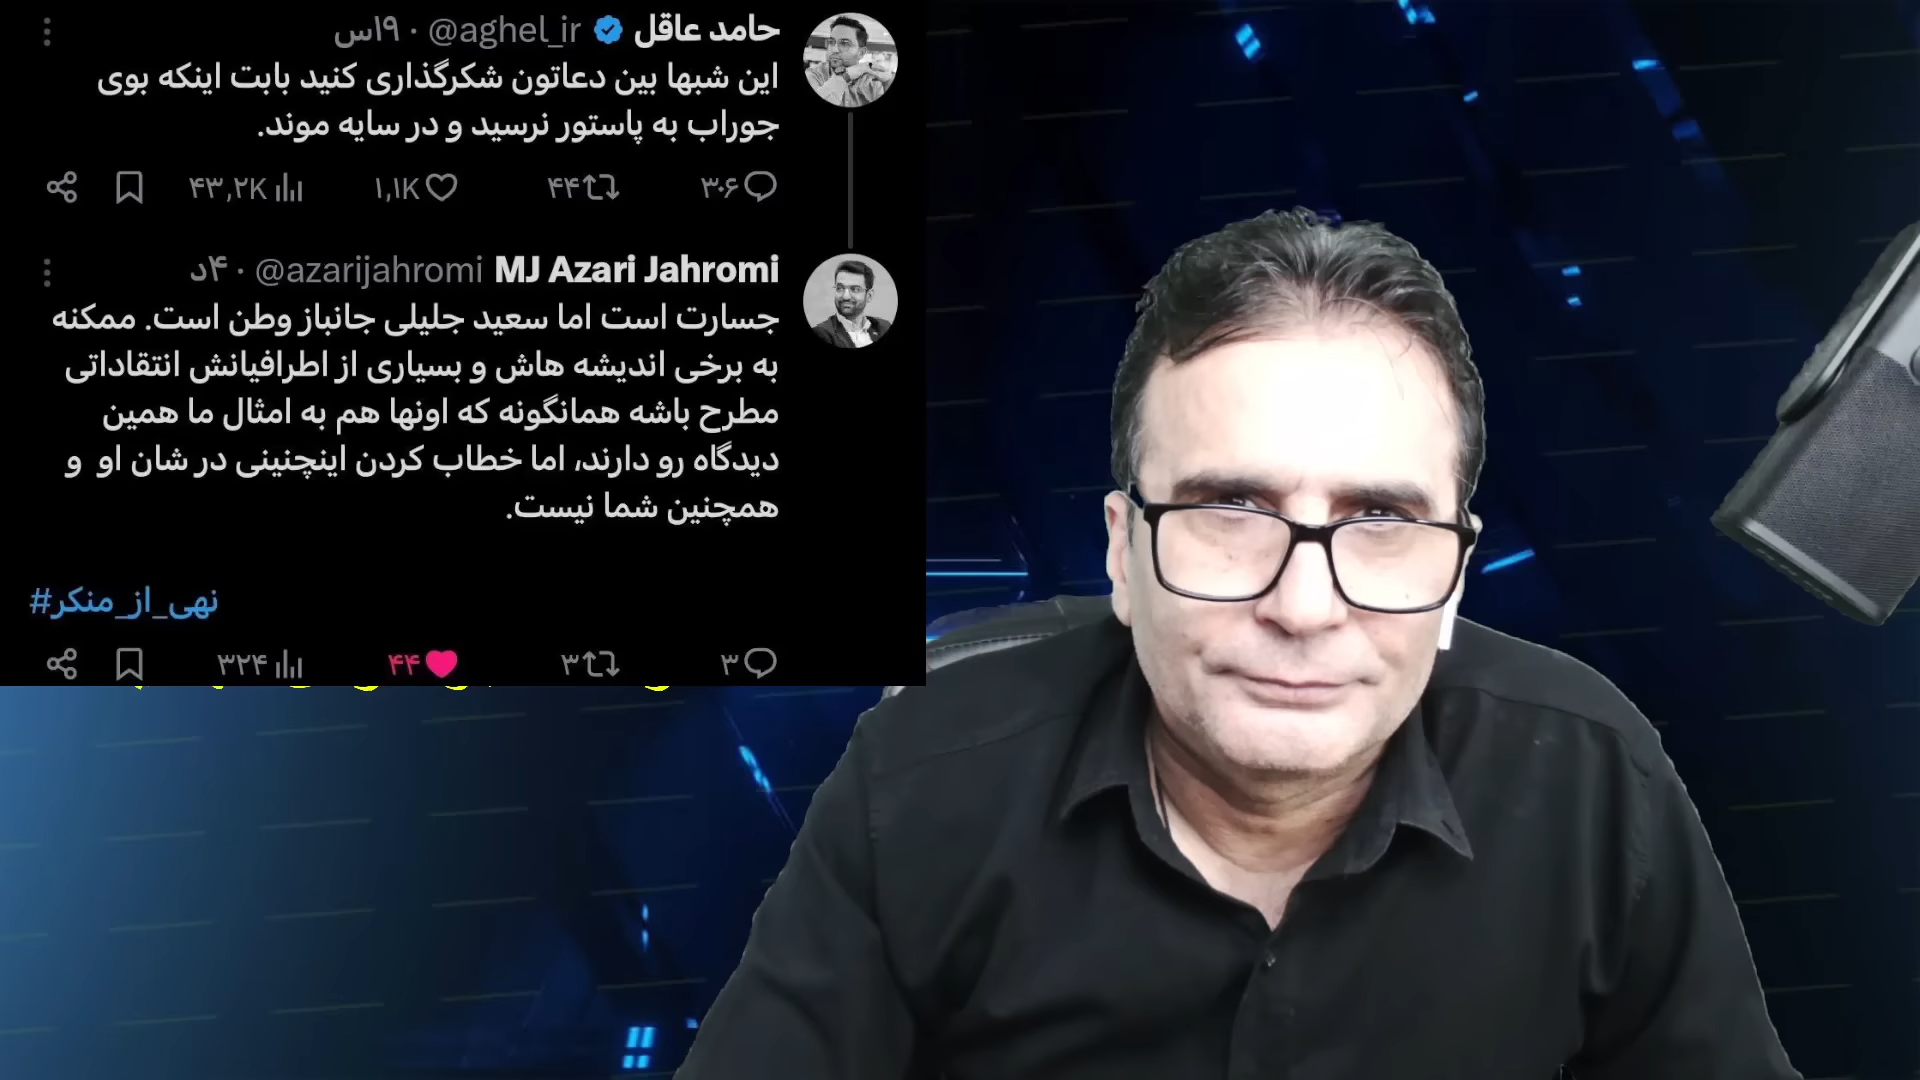 حامد عاقل @aghel_ir · ۱۹س
این شبها بین دعاتون شکرگذاری کنید بابت اینکه بوی
جوراب به پاستور نرسید و در سایه موند.
۳۰۶ ۴۴ ۱,۱K ۴۳,۲K
MJ Azari Jahromi @azarijahromi · ۴د
جسارت است اما سعید جلیلی جانباز وطن است. ممکنه
به برخی اندیشه هاش و بسیاری از اطرافیانش انتقاداتی
مطرح باشه همانگونه که اونها هم به امثال ما همین
دیدگاه رو دارند، اما خطاب کردن اینچنینی در شان او و
همچنین شما نیست.
#نهی_از_منکر
۳ ۳ ۴۴ ۳۲۴